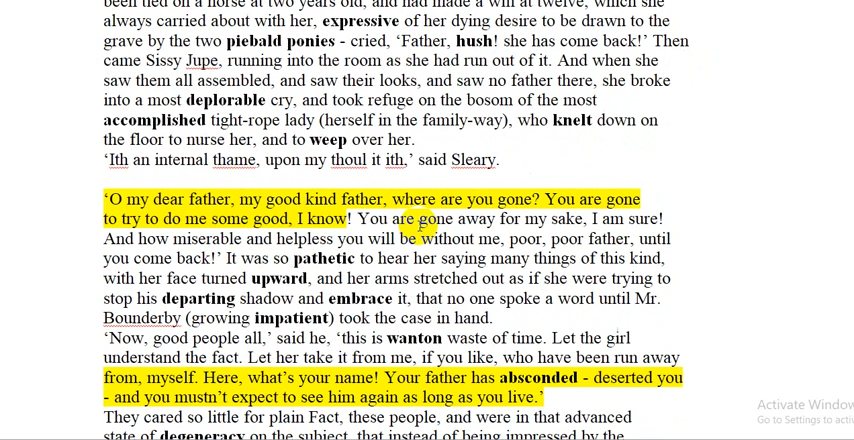 been tied on a horse at two years old, and had made a will at twelve, which she
always carried about with her, expressive of her dying desire to be drawn to the
grave by the two piebald ponies - cried, ‘Father, hush! she has come back!’ Then
came Sissy Jupe, running into the room as she had run out of it. And when she
saw them all assembled, and saw their looks, and saw no father there, she broke
into a most deplorable cry, and took refuge on the bosom of the most
accomplished tight-rope lady (herself in the family-way), who knelt down on
the floor to nurse her, and to weep over her.
‘Ith an internal thame, upon my thoul it ith,’ said Sleary.
‘O my dear father, my good kind father, where are you gone? You are gone
to try to do me some good, I know! You are gone away for my sake, I am sure!
And how miserable and helpless you will be without me, poor, poor father, until
you come back!’ It was so pathetic to hear her saying many things of this kind,
with her face turned upward, and her arms stretched out as if she were trying to
stop his departing shadow and embrace it, that no one spoke a word until Mr.
Bounderby (growing impatient) took the case in hand.
‘Now, good people all,’ said he, ‘this is wanton waste of time. Let the girl
understand the fact. Let her take it from me, if you like, who have been run away
from, myself. Here, what’s your name! Your father has absconded - deserted you
- and you mustn’t expect to see him again as long as you live.’
They cared so little for plain Fact, these people, and were in that advanced
state of degeneracy on the subject, that instead of being impressed by the
Activate Window
Go to Settings to activ